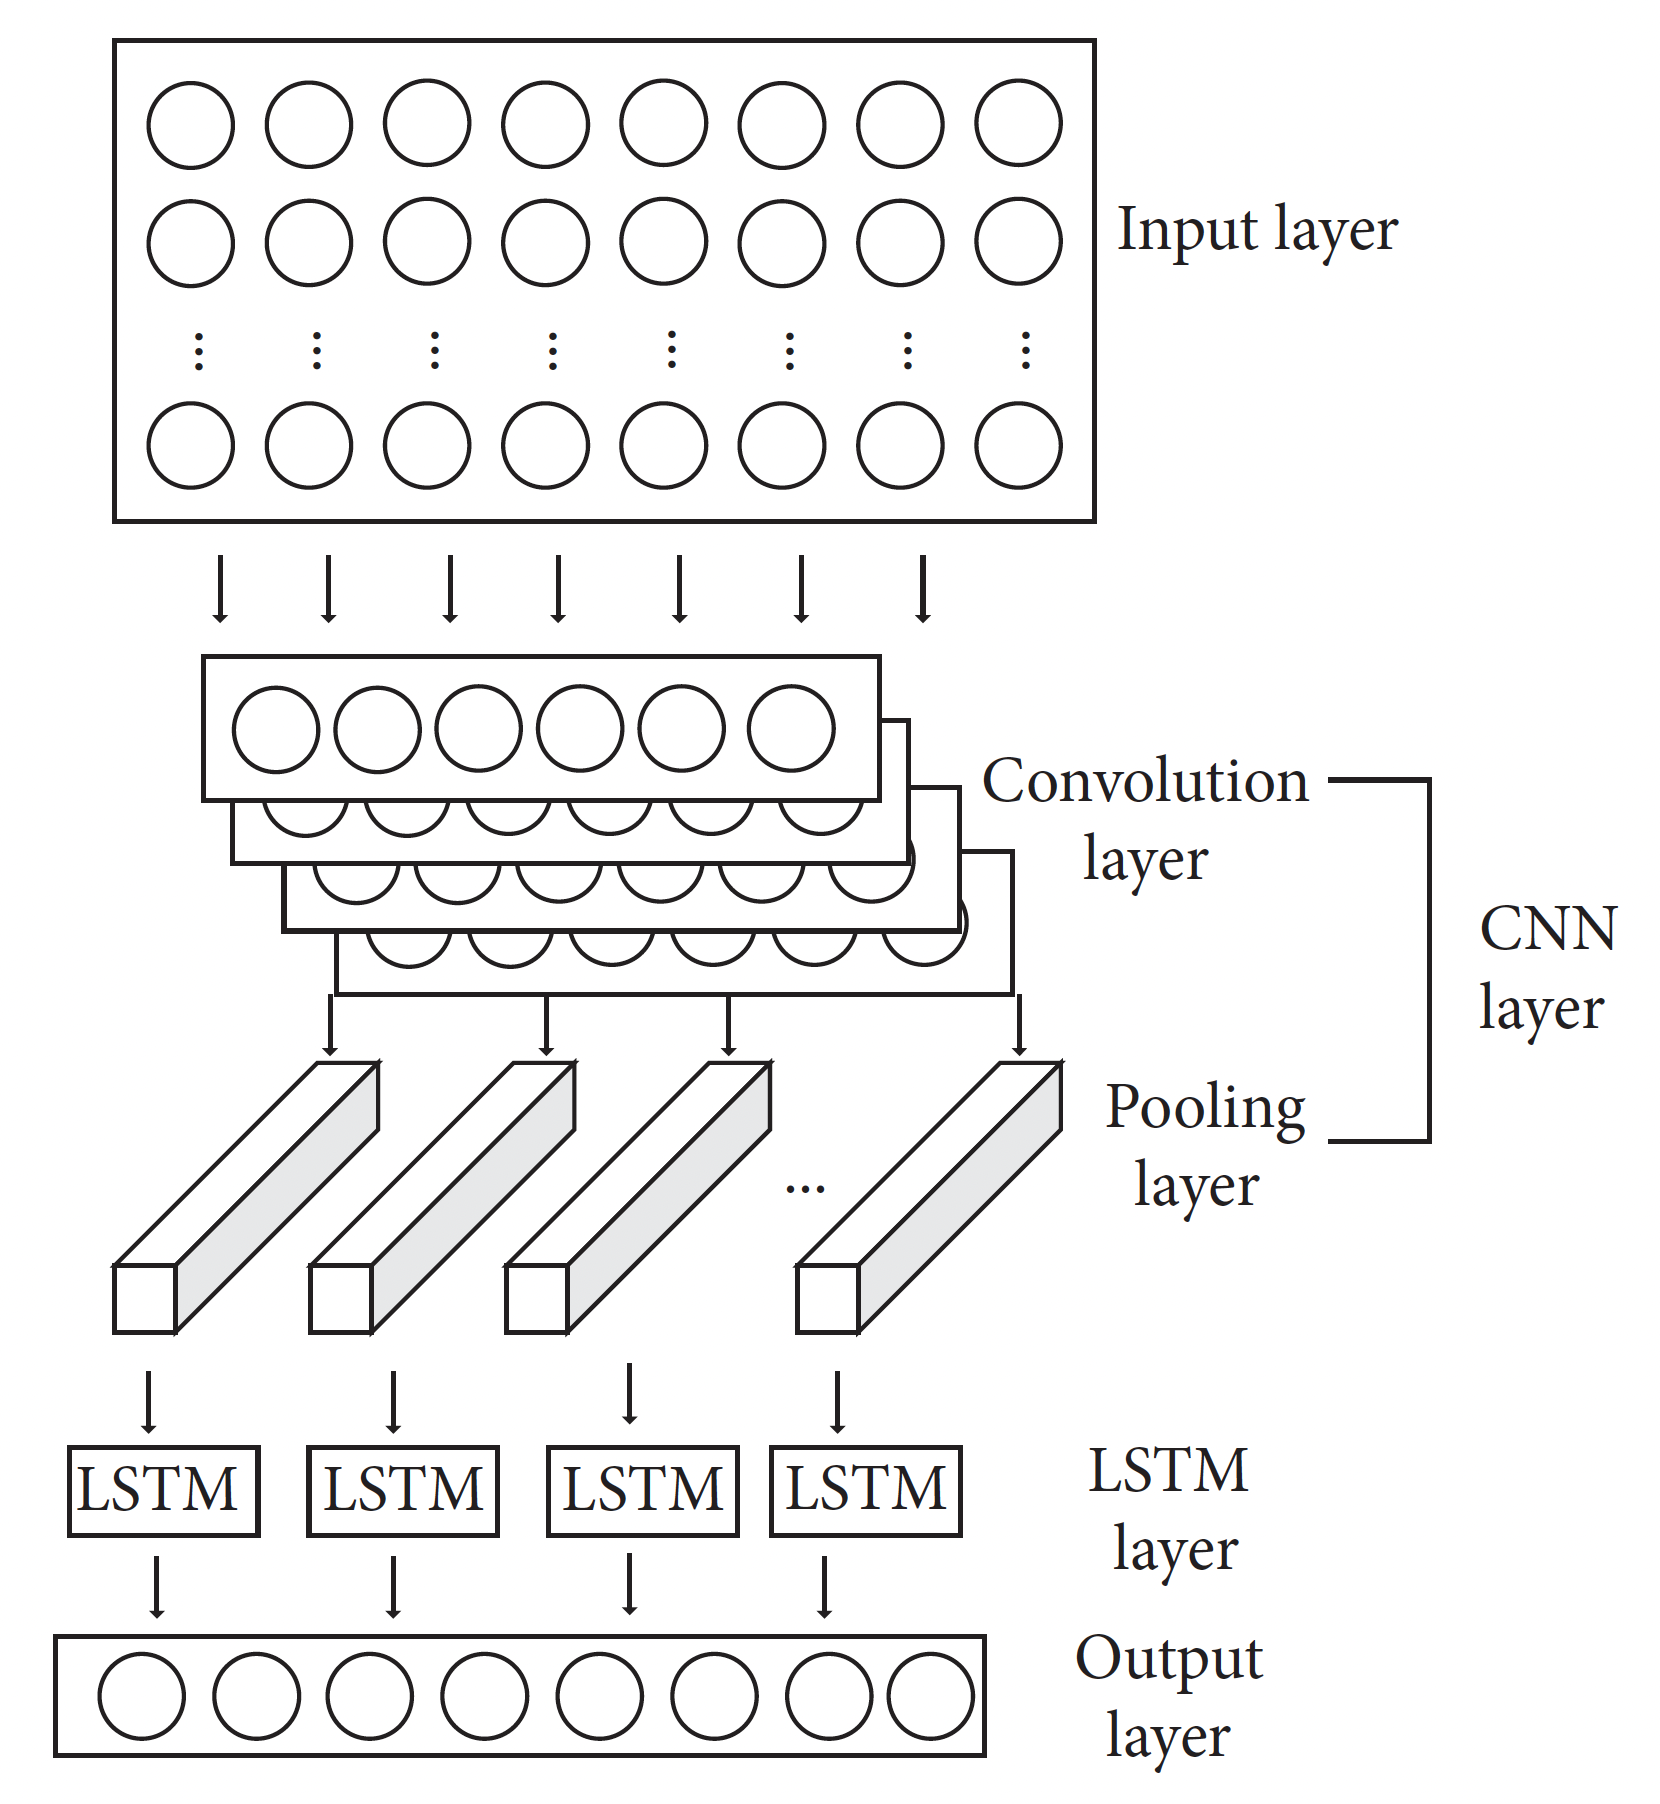 Input layer
Convolution
layer
CNN
layer
Pooling
layer
...
LSTM
LSTM
LSTM
LSTM
LSTM
layer
Output
layer